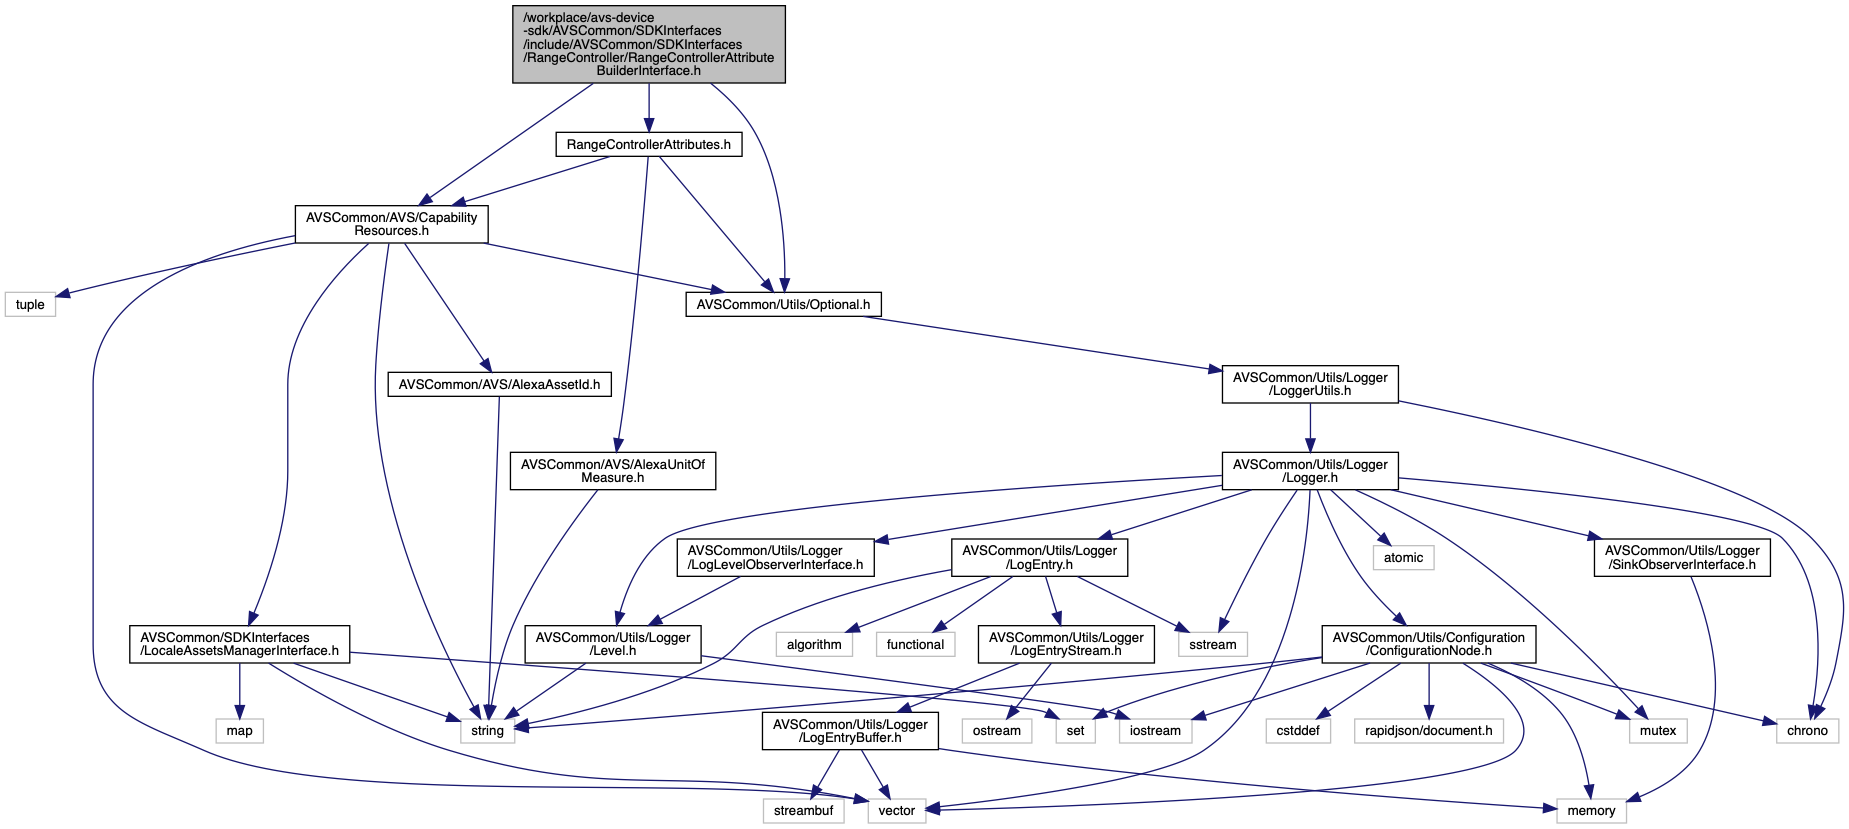 /workplace/avs-device
-sdk/AVSCommon/SDKInterfaces
/include/AVSCommon/SDKInterfaces
/RangeController/RangeControllerAttribute
BuilderInterface.h
RangeControllerAttributes.h
AVSCommon/AVS/Capability
Resources.h
tuple
AVSCommon/Utils/Optional.h
AVSCommon/AVS/AlexaAssetId.h
AVSCommon/Utils/Logger
/LoggerUtils.h
AVSCommon/AVS/AlexaUnitOf
Measure.h
AVSCommon/Utils/Logger
/Logger.h
AVSCommon/Utils/Logger
/LogLevelObserverInterface.h
AVSCommon/Utils/Logger
/LogEntry.h
atomic
AVSCommon/Utils/Logger
/SinkObserverInterface.h
AVSCommon/SDKInterfaces
/LocaleAssetsManagerInterface.h
AVSCommon/Utils/Logger
/Level.h
algorithm
functional
AVSCommon/Utils/Logger
/LogEntryStream.h
sstream
AVSCommon/Utils/Configuration
/ConfigurationNode.h
map
string
AVSCommon/Utils/Logger
/LogEntryBuffer.h
ostream
set
iostream
cstddef
rapidjson/document.h
mutex
chrono
streambuf
vector
memory